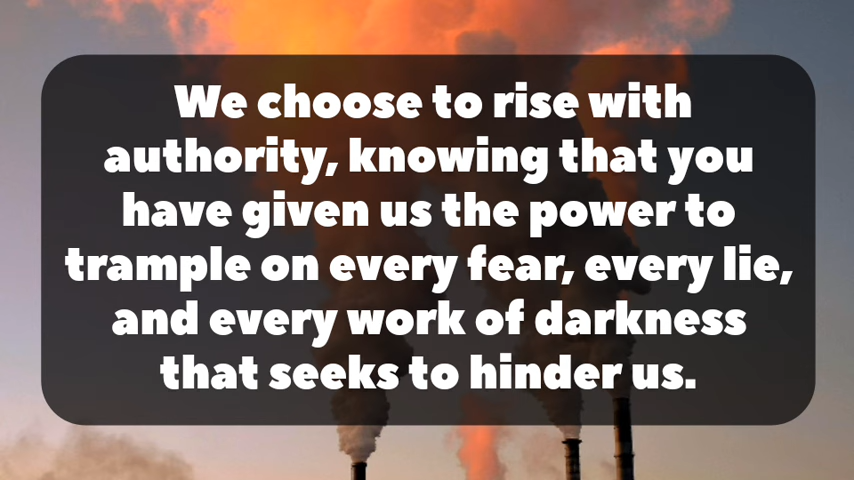 We choose to rise with
authority, knowing that you
have given us the power to
trample on every fear, every lie,
and every work of darkness
that seeks to hinder us.